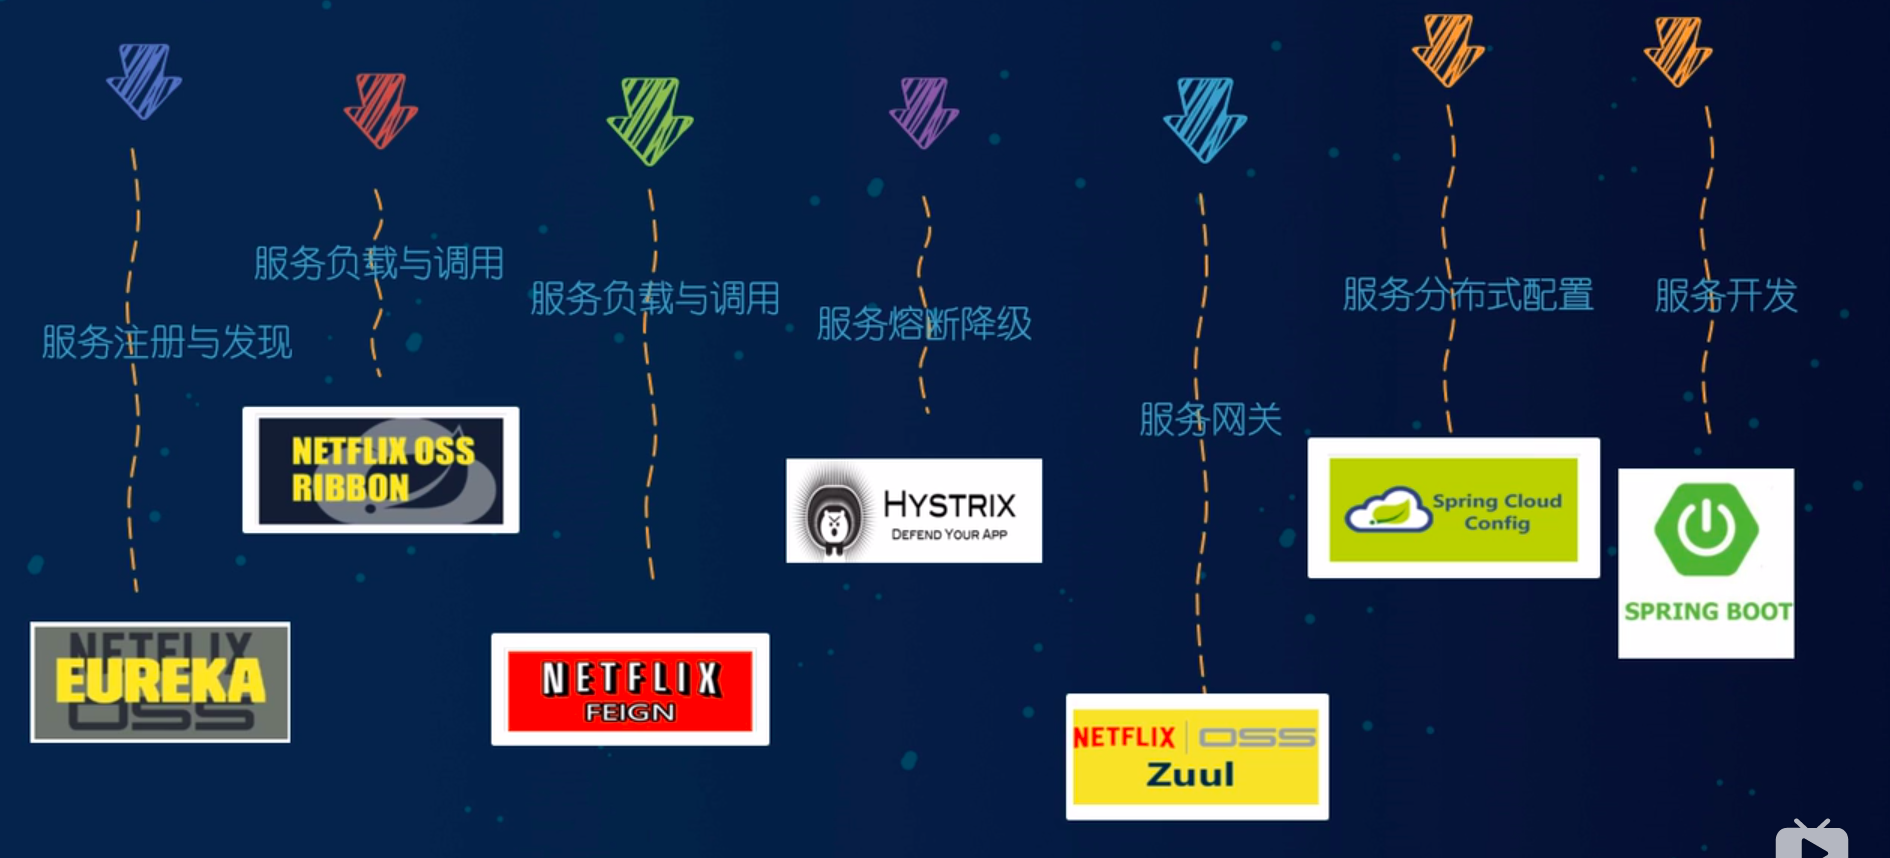 服务注册与发现
NETFLIX
EUREKA
OSS
服务负载与调用
NETFLIX OSS
RIBBON
服务负载与调用
NETFLIX
FEIGN
服务熔断降级
HYSTRIX
DEFEND YOUR APP
服务网关
NETFLIX | OSS
Zuul
服务分布式配置
Spring Cloud
Config
服务开发
SPRING BOOT